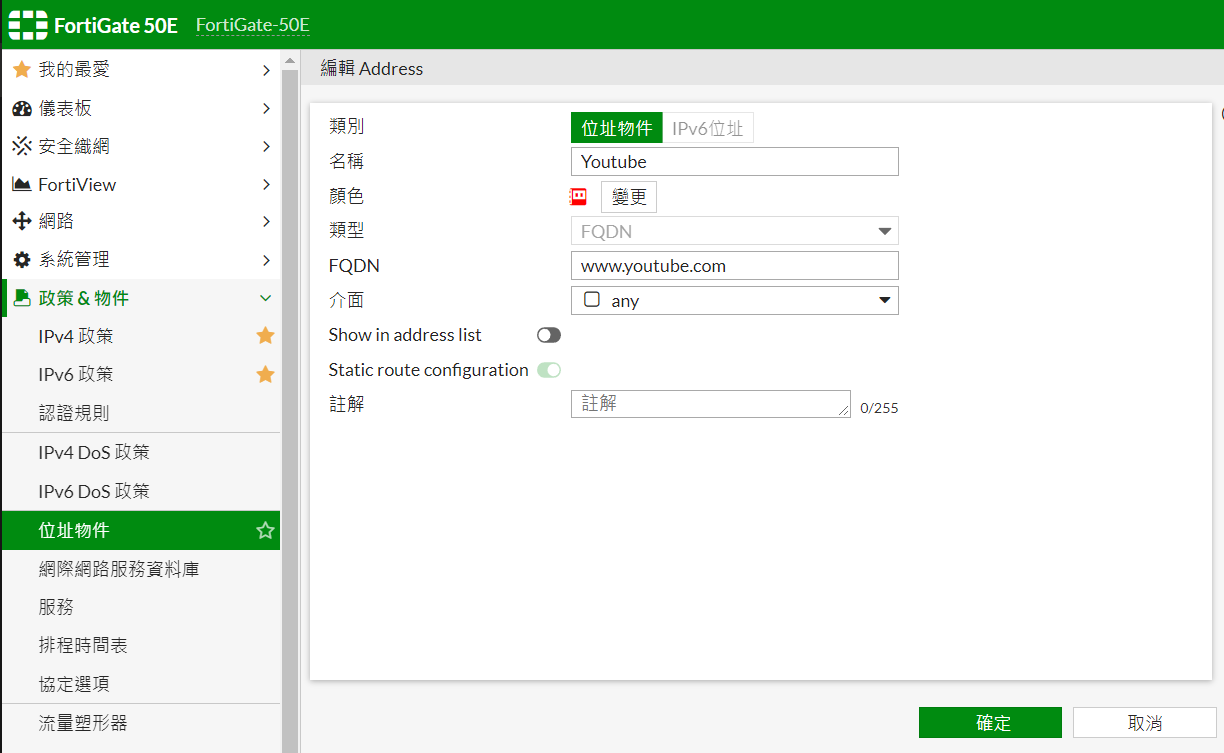 FortiGate 50E FortiGate-50E
我的最愛
儀表板
安全織網
FortiView
網路
系統管理
政策 & 物件
IPv4 政策
IPv6 政策
認證規則
IPv4 DoS 政策
IPv6 DoS 政策
位址物件
網際網路服務資料庫
服務
排程時間表
協定選項
流量塑形器
編輯 Address
類別 位址物件 IPv6位址
名稱 Youtube
顏色 變更
類型 FQDN
FQDN www.youtube.com
介面 any
Show in address list
Static route configuration
註解 註解 0/255
確定 取消